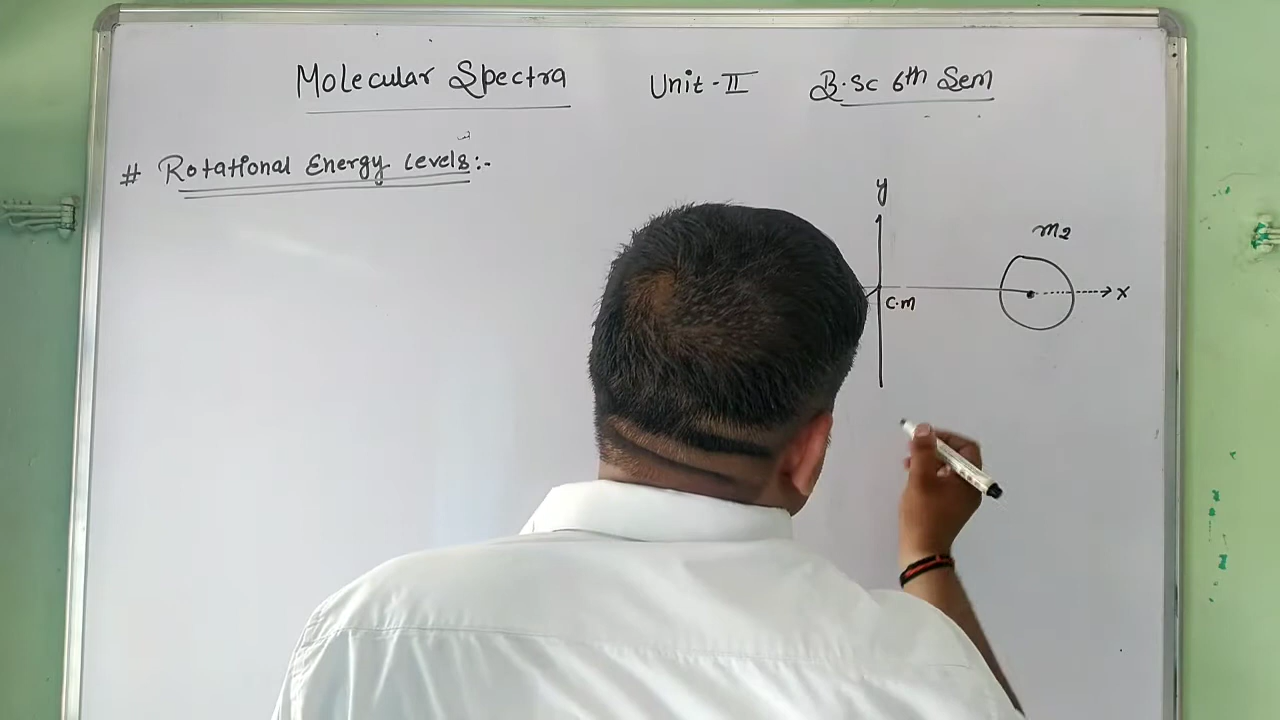 Molecular Spectra Unit-II B.Sc 6th Sem
# Rotational Energy Levels:-
y
m2
x
C.m